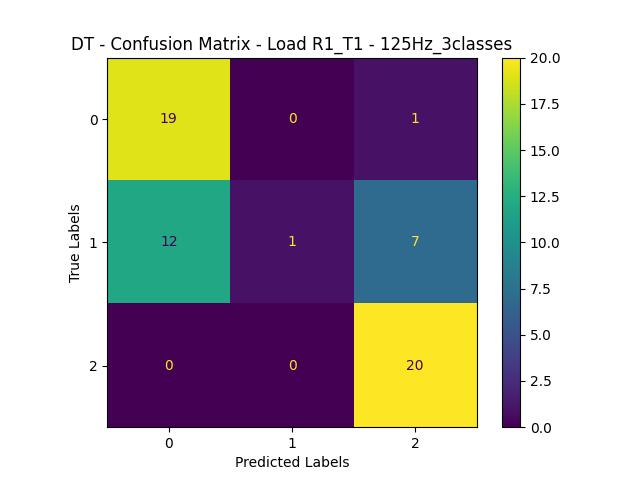 DT - Confusion Matrix - Load R1_T1 - 125Hz_3classes
True Labels
0
1
2
19 0 1
12 1 7
0 0 20
0 1 2
Predicted Labels
20.0
17.5
15.0
12.5
10.0
7.5
5.0
2.5
0.0